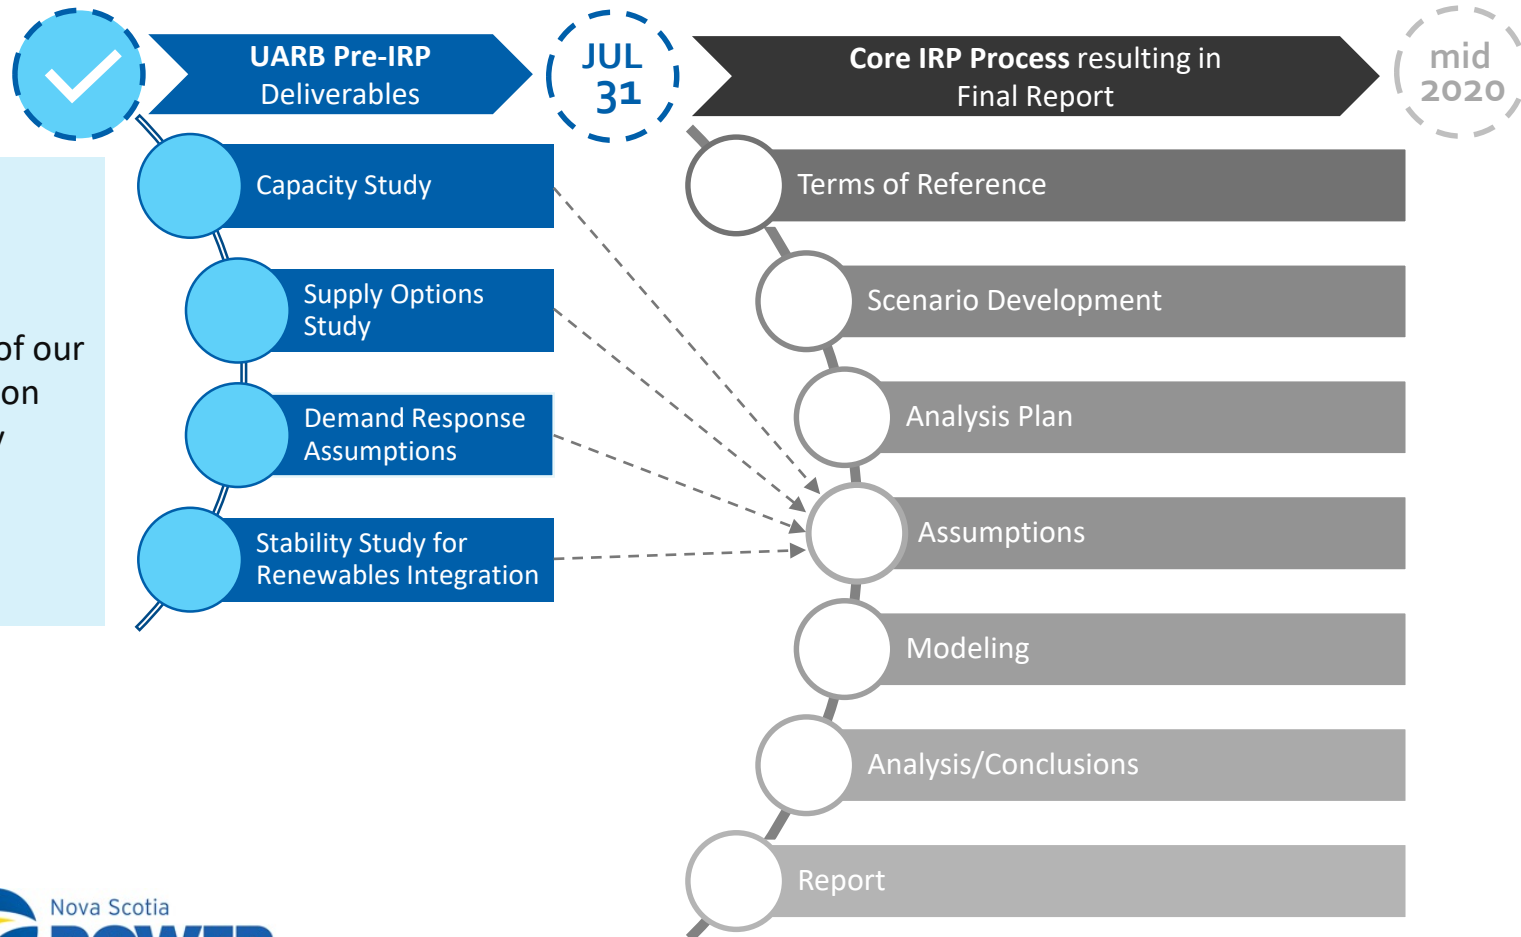 UARB Pre-IRP
Deliverables
JUL
31
Core IRP Process resulting in
Final Report
mid
2020
of our
on
Capacity Study
Supply Options
Study
Demand Response
Assumptions
Stability Study for
Renewables Integration
Terms of Reference
Scenario Development
Analysis Plan
Assumptions
Modeling
Analysis/Conclusions
Report
Nova Scotia
POWER